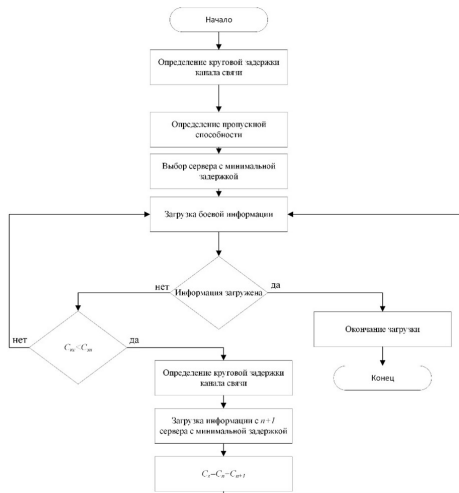 Начало
Определение круговой задержки
канала связи
Определение пропускной
способности
Выбор сервера с минимальной
задержкой
Загрузка боевой информации
нет
Информация загружена
да
нет
да
Окончание загрузки
Определение круговой задержки
канала связи
Конец
Загрузка информации с n+1
сервера с минимальной задержкой